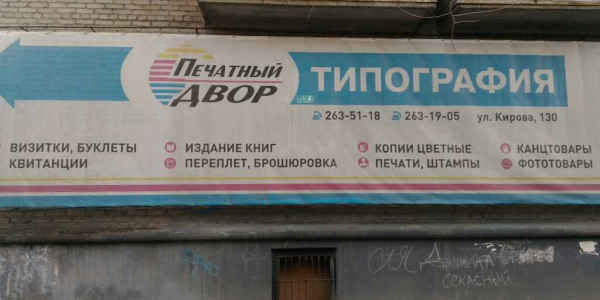 ПЕЧАТНЫЙ ДВОР
ТИПОГРАФИЯ
263-51-18 263-19-05 ул. Кирова, 130
ВИЗИТКИ, БУКЛЕТЫ ИЗДАНИЕ КНИГ КОПИИ ЦВЕТНЫЕ КАНЦТОВАРЫ
КВИТАНЦИИ ПЕРЕПЛЕТ, БРОШЮРОВКА ПЕЧАТИ, ШТАМПЫ ФОТОТОВАРЫ